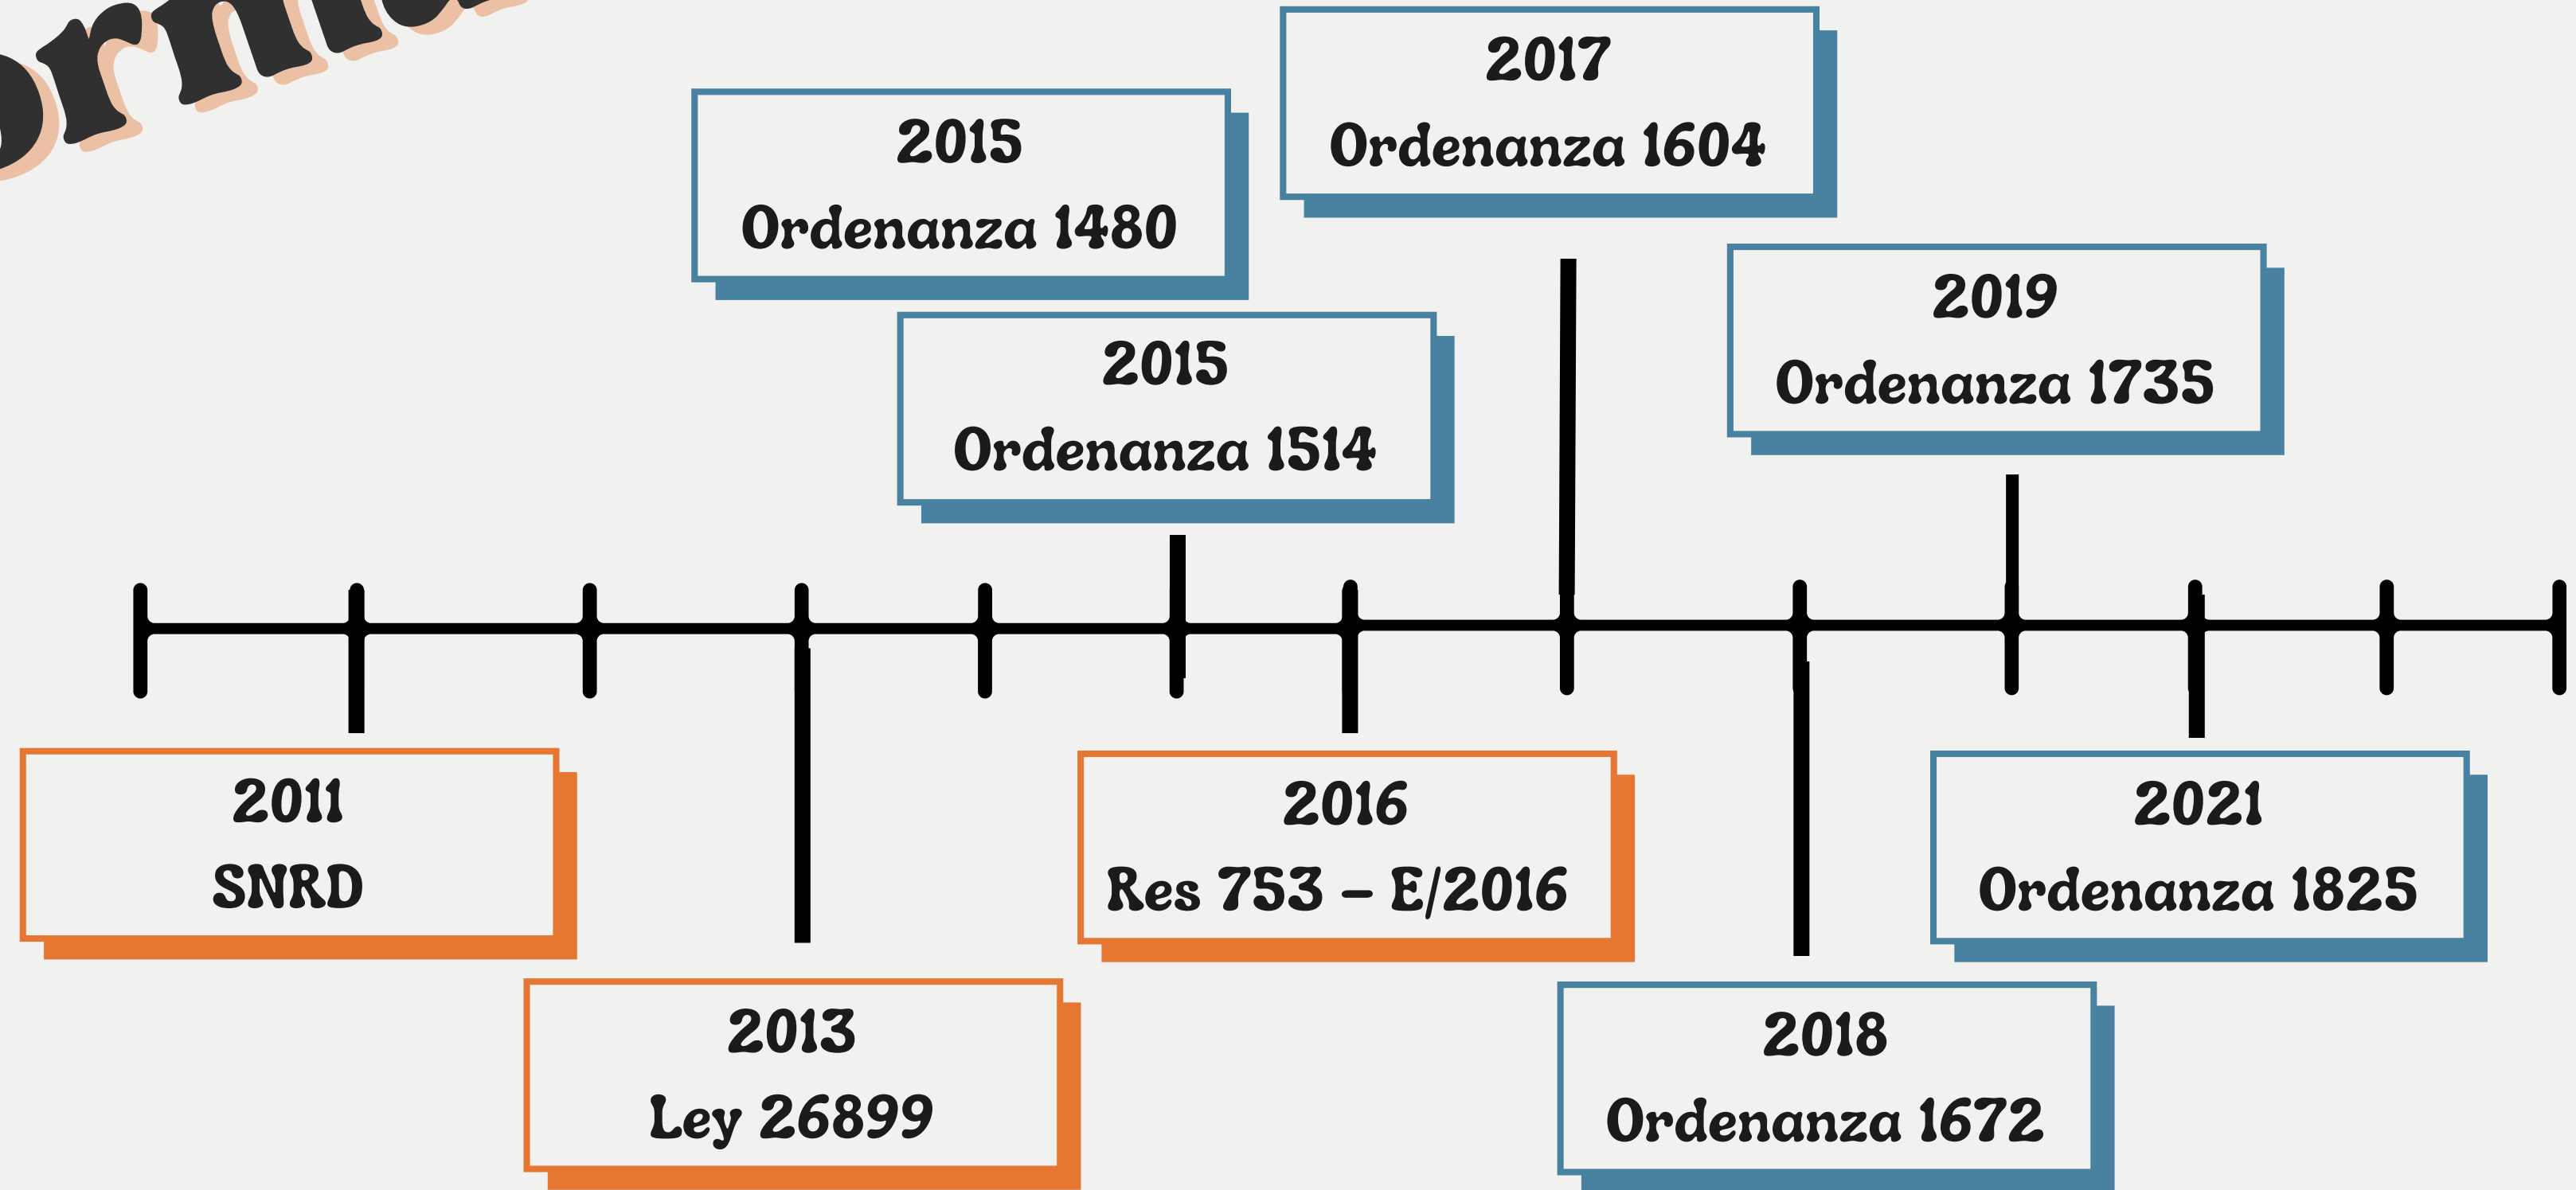 2017
Ordenanza 1604
2015
Ordenanza 1480
2019
Ordenanza 1735
2015
Ordenanza 1514
2011
SNRD
2016
Res 753 – E/2016
2021
Ordenanza 1825
2013
Ley 26899
2018
Ordenanza 1672